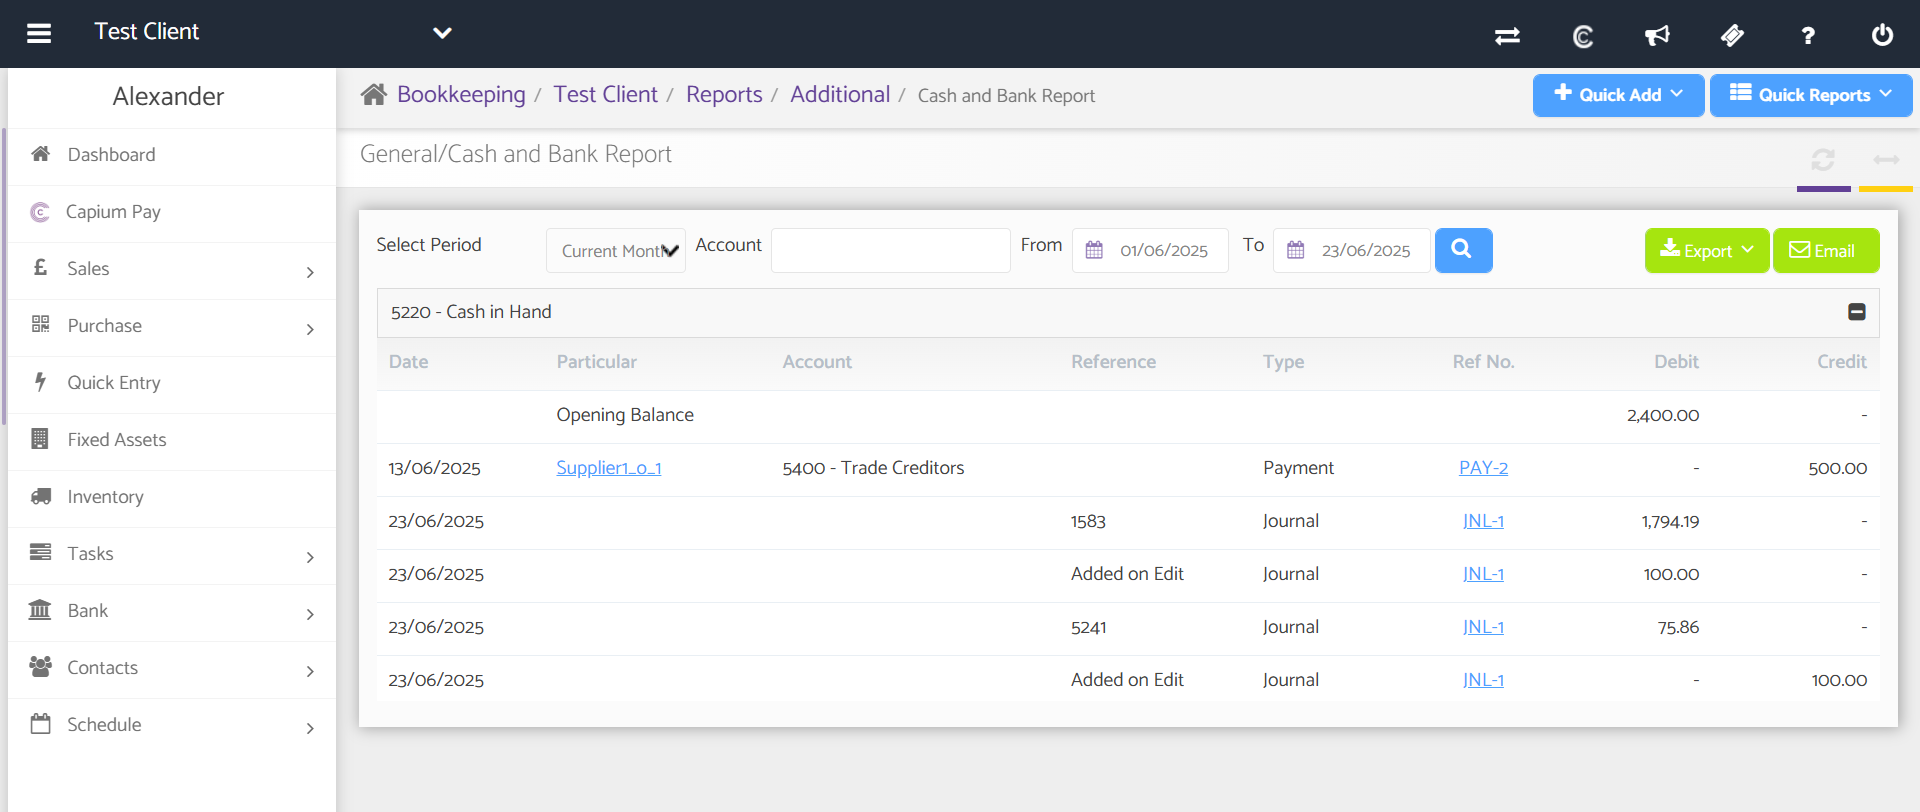 Test Client
?
Alexander
Dashboard
Capium Pay
£ Sales
Purchase
Quick Entry
Fixed Assets
Inventory
Tasks
Bank
Contacts
Schedule
Bookkeeping / Test Client / Reports / Additional / Cash and Bank Report
Quick Add
Quick Reports
General/Cash and Bank Report
Select Period Current Month Account From 01/06/2025 To 23/06/2025
Export
Email
5220 - Cash in Hand
Date Particular Account Reference Type Ref No. Debit Credit
Opening Balance 2,400.00 -
13/06/2025 Supplier1_o_1 5400 - Trade Creditors Payment PAY-2 - 500.00
23/06/2025 1583 Journal JNL-1 1,794.19 -
23/06/2025 Added on Edit Journal JNL-1 100.00 -
23/06/2025 5241 Journal JNL-1 75.86 -
23/06/2025 Added on Edit Journal JNL-1 - 100.00